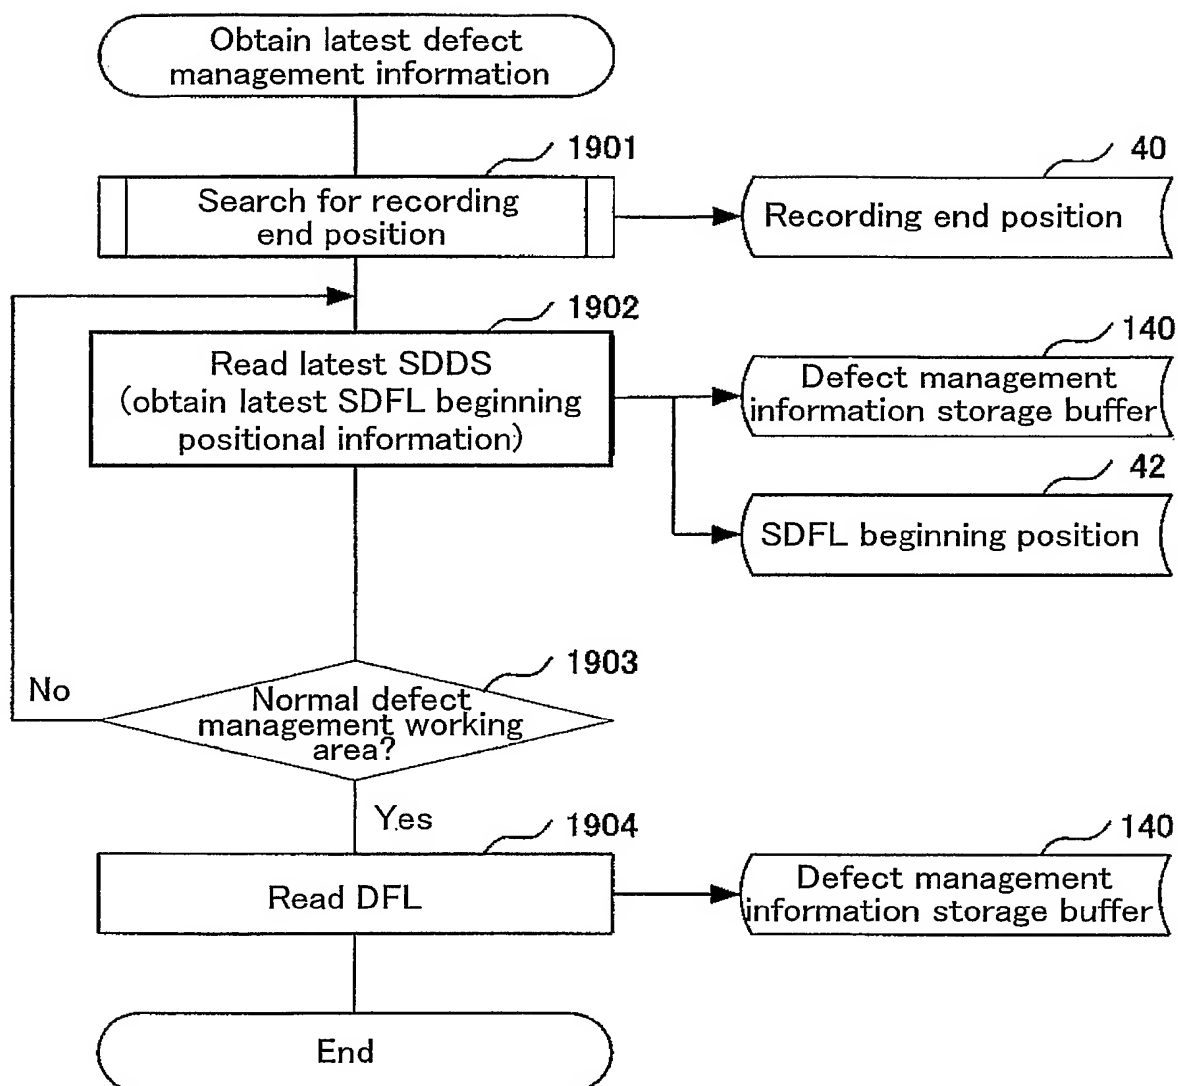 Obtain latest defect
management information
1901
Search for recording
end position
40
Recording end position
1902
Read latest SDDS
(obtain latest SDFL beginning
positional information)
140
Defect management
information storage buffer
42
SDFL beginning position
1903
No
Normal defect
management working
area?
Yes
1904
Read DFL
140
Defect management
information storage buffer
End